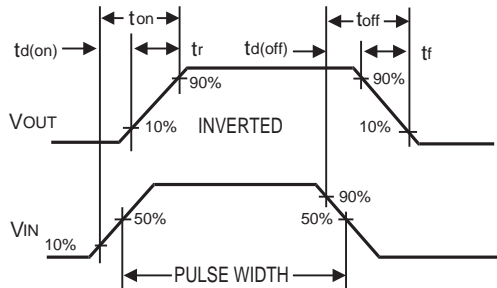 ton toff
td(on) tr td(off) tf
90% 90%
VOUT 10% INVERTED 10%
90%
50% 50%
VIN 10%
PULSE WIDTH